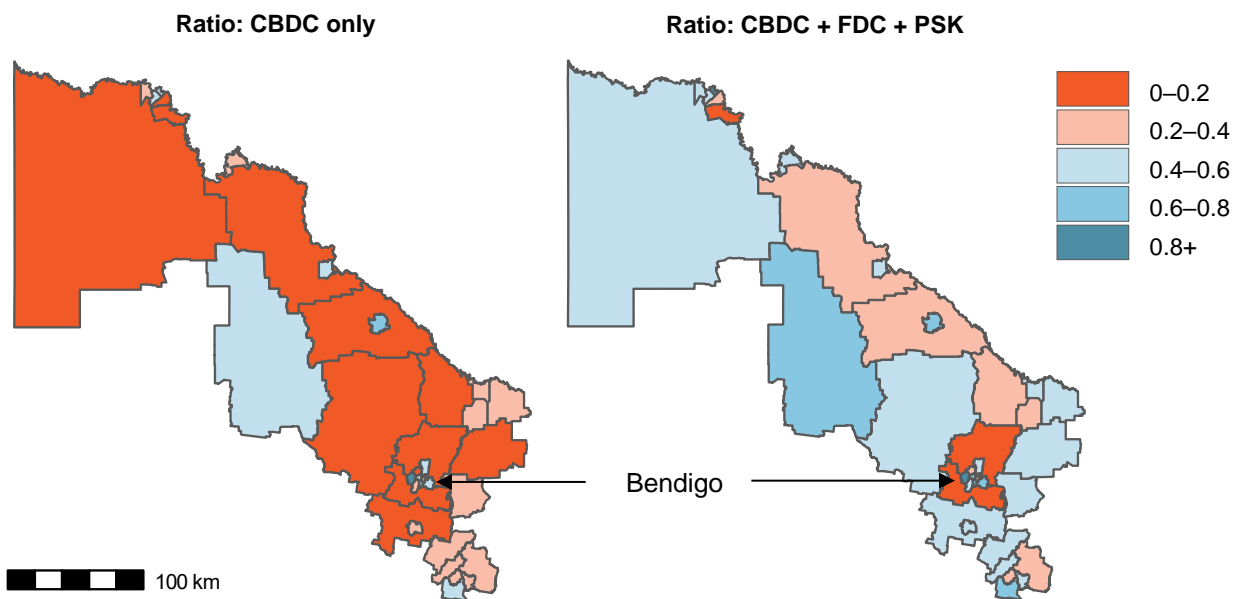 Ratio: CBDC only
Ratio: CBDC + FDC + PSK
0–0.2
0.2–0.4
0.4–0.6
0.6–0.8
0.8+
Bendigo
100 km